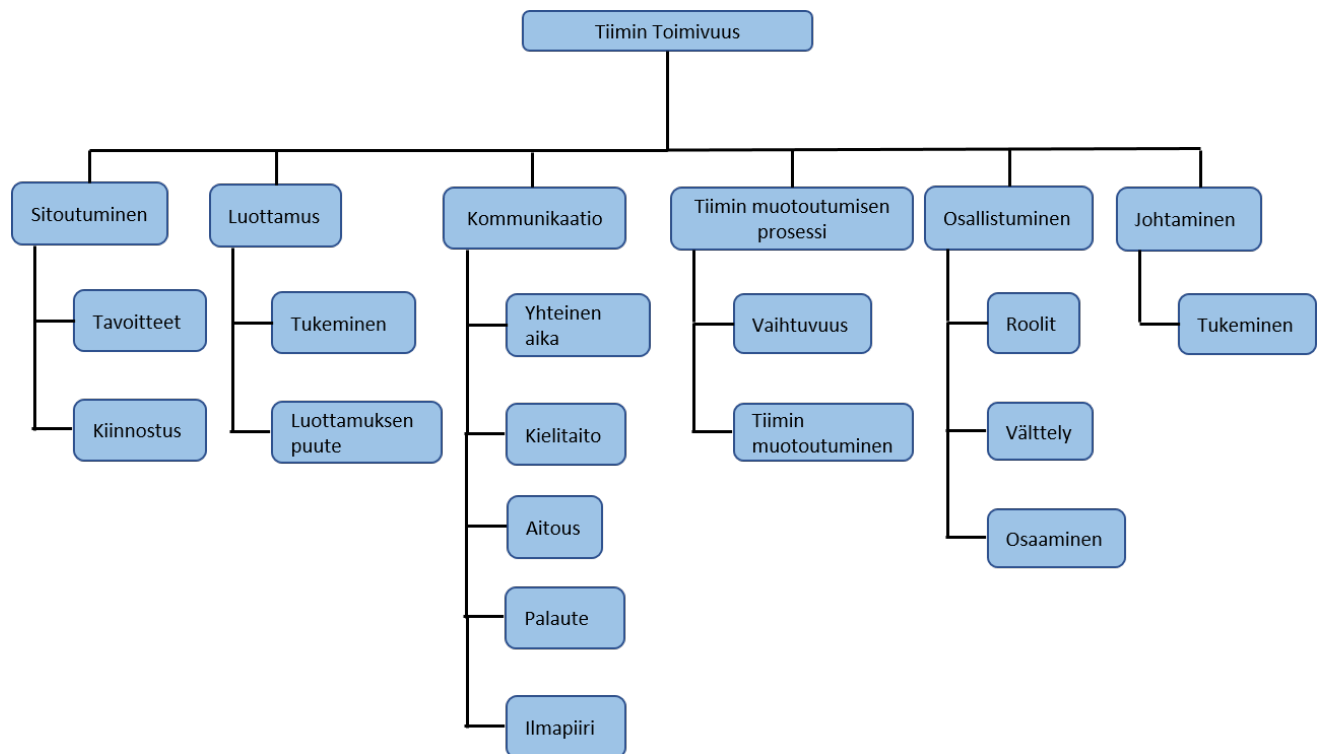 Tiimin Toimivuus
Sitoutuminen
Luottamus
Kommunikaatio
Tiimin muotoutumisen
prosessi
Osallistuminen
Johtaminen
Tavoitteet
Kiinnostus
Tukeminen
Luottamuksen
puute
Yhteinen
aika
Kielitaito
Aitous
Palaute
Ilmapiiri
Vaihtuvuus
Tiimin
muotoutuminen
Roolit
Välttely
Osaaminen
Tukeminen